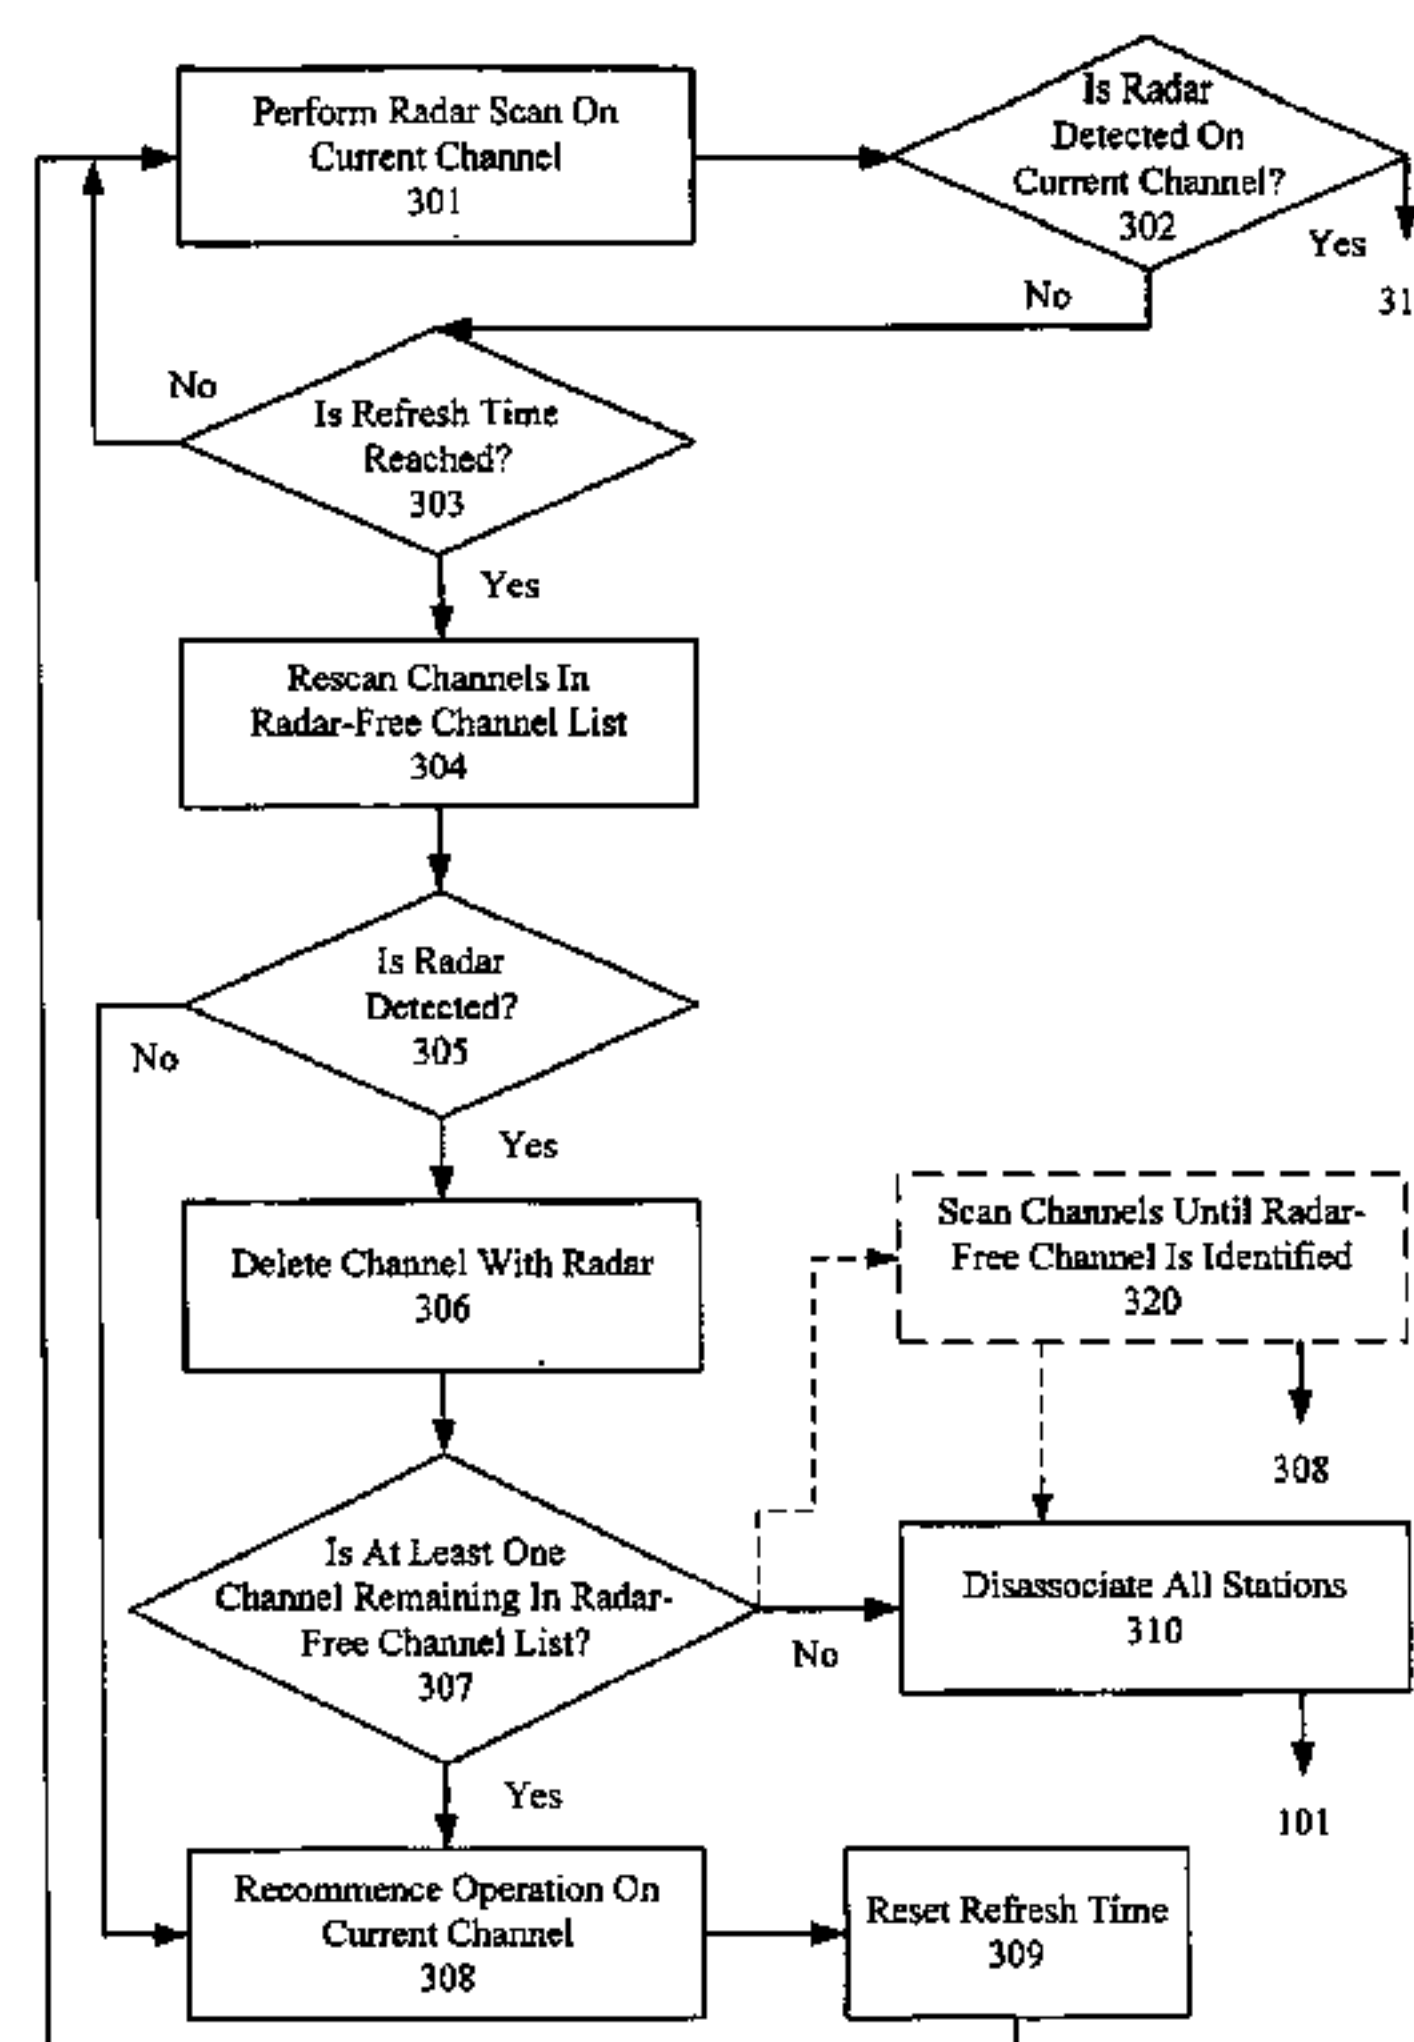 Perform Radar Scan On
Current Channel
301
Is Radar
Detected On
Current Channel?
302
Yes
31
No
No
Is Refresh Time
Reached?
303
Yes
Rescan Channels In
Radar-Free Channel List
304
Is Radar
Detected?
305
No
Yes
Delete Channel With Radar
306
Scan Channels Until Radar-
Free Channel Is Identified
320
308
Is At Least One
Channel Remaining In Radar-
Free Channel List?
307
No
Disassociate All Stations
310
101
Yes
Recommence Operation On
Current Channel
308
Reset Refresh Time
309